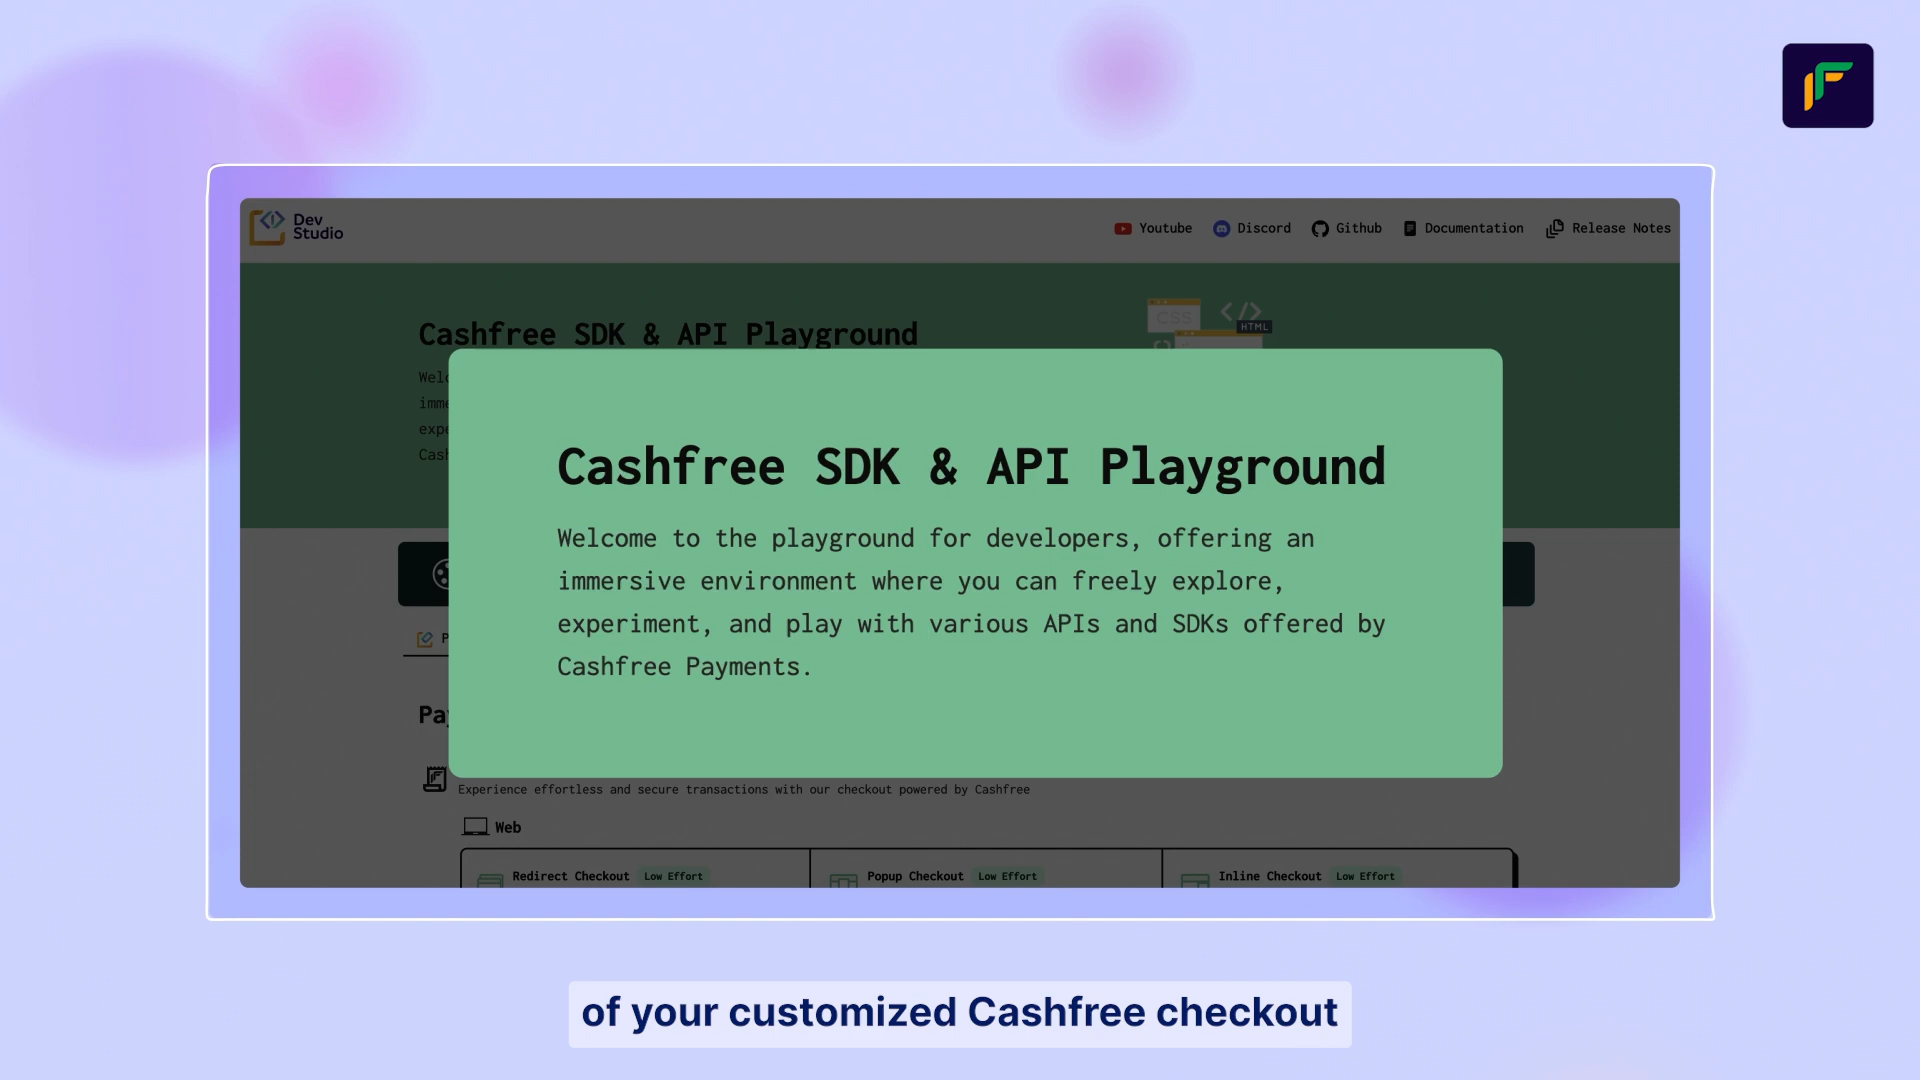 Dev
Studio
Youtube
Discord
Github
Documentation
Release Notes
Cashfree SDK & API Playground
CSS
</>
HTML
Cashfree SDK & API Playground
Welcome to the playground for developers, offering an
immersive environment where you can freely explore,
experiment, and play with various APIs and SDKs offered by
Cashfree Payments.
Experience effortless and secure transactions with our checkout powered by Cashfree
Web
Redirect Checkout Low Effort
Popup Checkout Low Effort
Inline Checkout Low Effort
of your customized Cashfree checkout